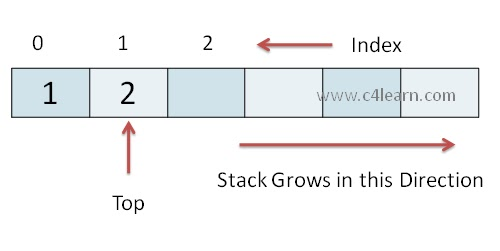 0 1 2 Index
1 2 www.c4learn.com
Stack Grows in this Direction
Top